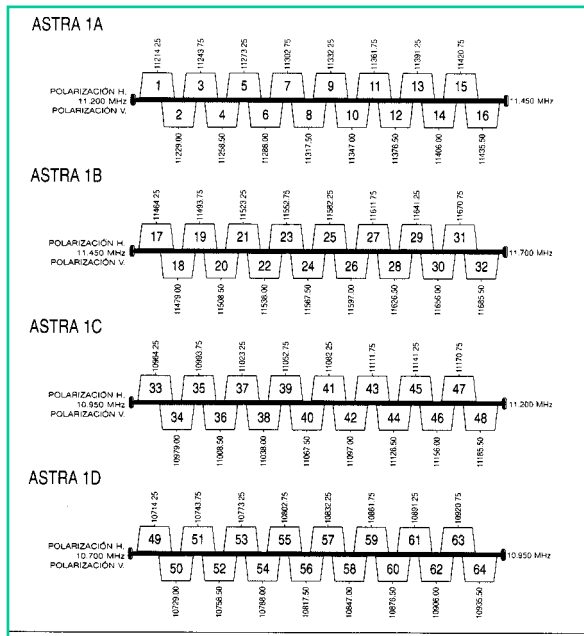 ASTRA 1A
11214.25 11243.75 11273.25 11302.75 11332.25 11361.75 11391.25 11420.75
1 3 5 7 9 11 13 15
POLARIZACIÓN H.
11.200 MHz 11.450 MHz
POLARIZACIÓN V.
2 4 6 8 10 12 14 16
11229.00 11258.50 11288.00 11317.50 11347.00 11376.50 11406.00 11435.50
ASTRA 1B
11464.25 11493.75 11523.25 11552.75 11582.25 11611.75 11641.25 11670.75
17 19 21 23 25 27 29 31
POLARIZACIÓN H.
11.450 MHz 11.700 MHz
POLARIZACIÓN V.
18 20 22 24 26 28 30 32
11479.00 11508.50 11538.00 11567.50 11597.00 11626.50 11656.00 11685.50
ASTRA 1C
10964.25 10993.75 11023.25 11052.75 11082.25 11111.75 11141.25 11170.75
33 35 37 39 41 43 45 47
POLARIZACIÓN H.
10.950 MHz 11.200 MHz
POLARIZACIÓN V.
34 36 38 40 42 44 46 48
10979.00 11008.50 11038.00 11067.50 11097.00 11126.50 11156.00 11185.50
ASTRA 1D
10714.25 10743.75 10773.25 10802.75 10832.25 10861.75 10891.25 10920.75
49 51 53 55 57 59 61 63
POLARIZACIÓN H.
10.700 MHz 10.950 MHz
POLARIZACIÓN V.
50 52 54 56 58 60 62 64
10729.00 10758.50 10788.00 10817.50 10847.00 10876.50 10906.00 10935.50